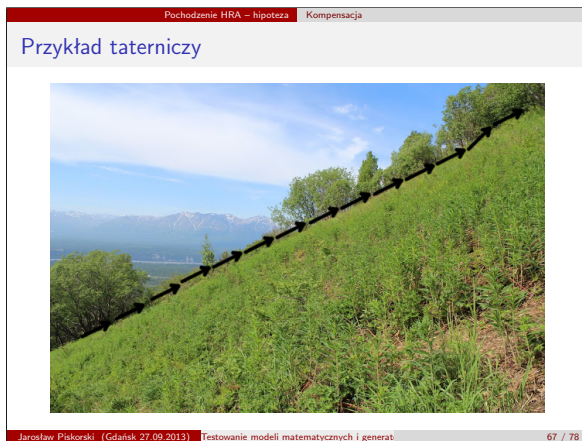 Pochodzenie HRA – hipoteza Kompensacja
Przykład taterniczy
Jarosław Piskorski (Gdańsk 27.09.2013) Testowanie modeli matematycznych i generat 67 / 78